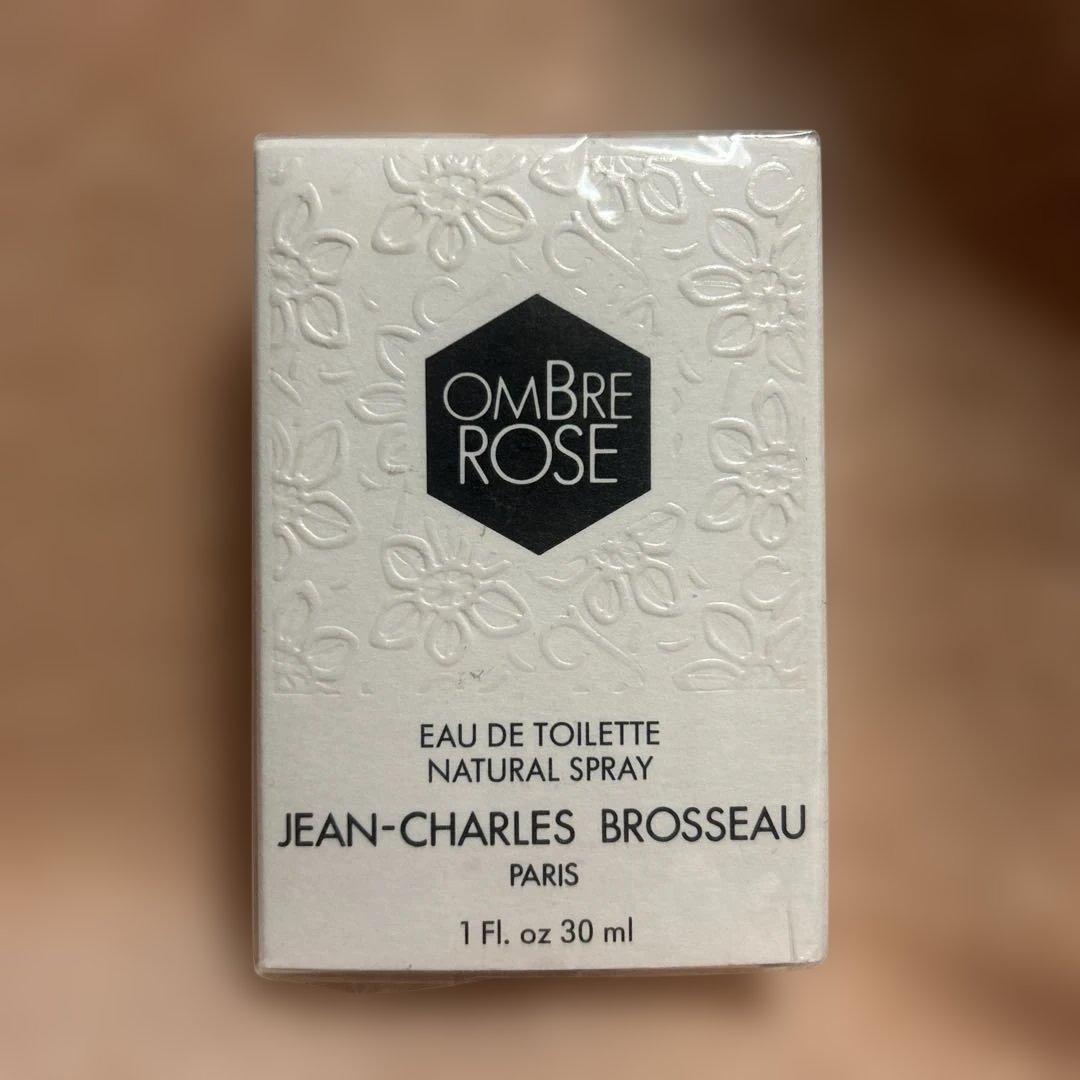 OMBRE
ROSE
EAU DE TOILETTE
NATURAL SPRAY
JEAN-CHARLES BROSSEAU
PARIS
1 Fl. oz 30 ml